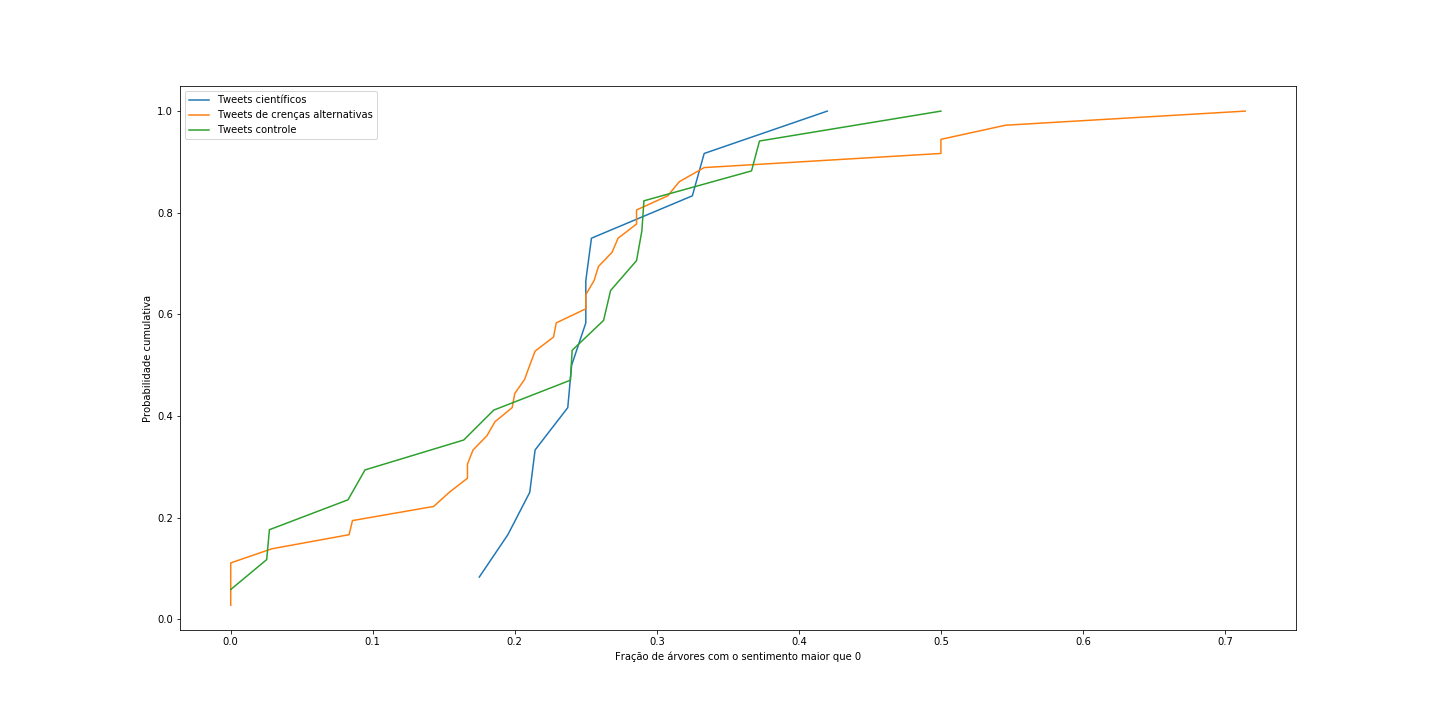 Tweets científicos
Tweets de crenças alternativas
Tweets controle
1.0
0.8
0.6
0.4
0.2
0.0
Probabilidade cumulativa
0.0 0.1 0.2 0.3 0.4 0.5 0.6 0.7
Fração de árvores com o sentimento maior que 0